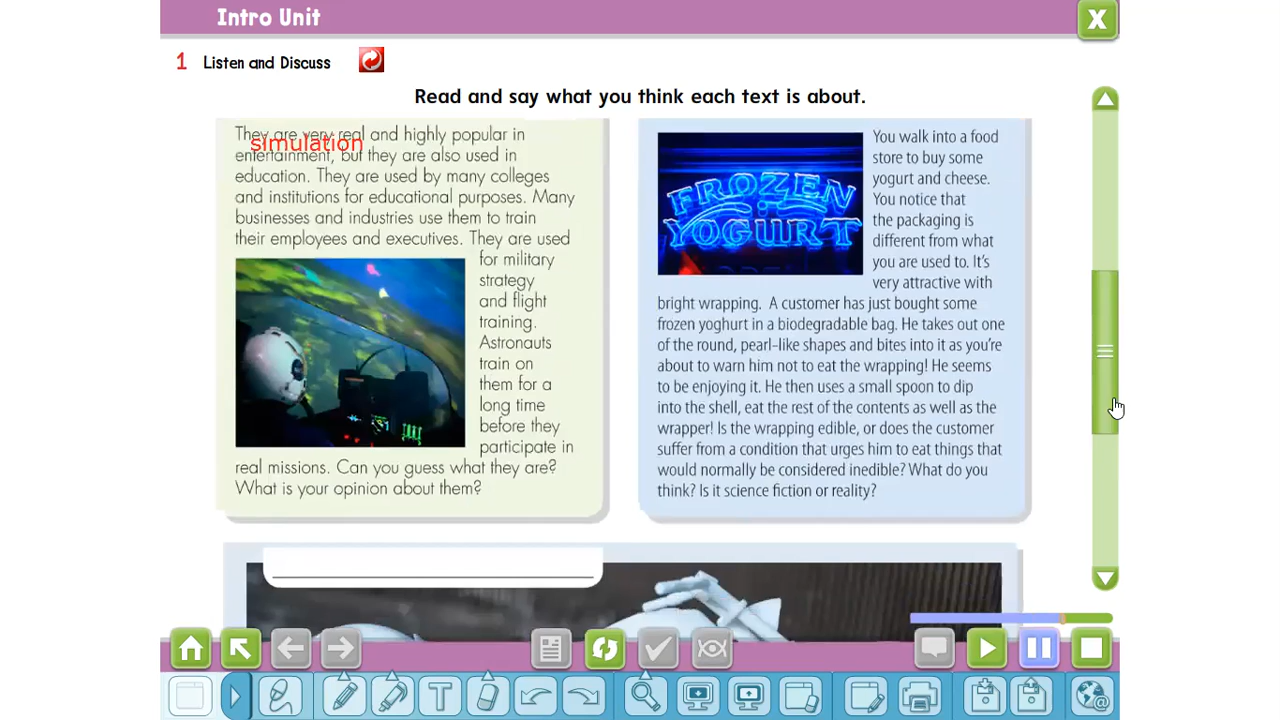 Intro Unit
X
1 Listen and Discuss
Read and say what you think each text is about.
They are very real and highly popular in
simulation
entertainment, but they are also used in
education. They are used by many colleges
and institutions for educational purposes. Many
businesses and industries use them to train
their employees and executives. They are used
for military
strategy
and flight
training.
Astronauts
train on
them for a
long time
before they
participate in
real missions. Can you guess what they are?
What is your opinion about them?
FROZEN
YOGURT
You walk into a food
store to buy some
yogurt and cheese.
You notice that
the packaging is
different from what
you are used to. It's
very attractive with
bright wrapping. A customer has just bought some
frozen yoghurt in a biodegradable bag. He takes out one
of the round, pearl-like shapes and bites into it as you're
about to warn him not to eat the wrapping! He seems
to be enjoying it. He then uses a small spoon to dip
into the shell, eat the rest of the contents as well as the
wrapper! Is the wrapping edible, or does the customer
suffer from a condition that urges him to eat things that
would normally be considered inedible? What do you
think? Is it science fiction or reality?
T